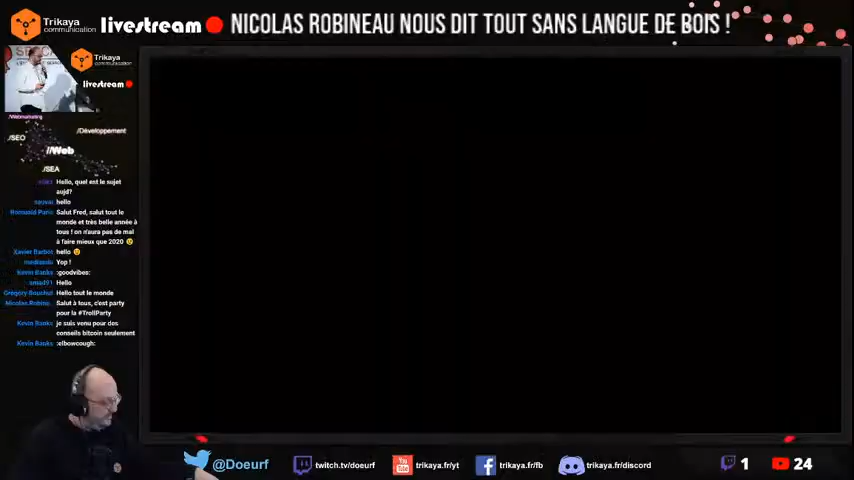 Trikaya
communication
livestream
NICOLAS ROBINEAU NOUS DIT TOUT SANS LANGUE DE BOIS !
Trikaya
communication
livestream
/Webmarketing
/Développement
/SEO
//Web
/SEA
Hello, quel est le sujet
aujd?
hello
Salut Fred, salut tout le
monde et très belle année à
tous ! on n'aura pas de mal
à faire mieux que 2020 😉
Xavier Barbot hello 🙂
Yop !
Kevin Banks :goodvibes:
Hello
Gregory Bouchut Hello tout le monde
Nicolas Robine. Salut à tous, c'est party
pour la #TrollParty
Kevin Banks je suis venu pour des
conseils bitcoin seulement
Kevin Banks :elbowcough:
@Doeurf
twitch.tv/doeurf
You
Tube
trikaya.fr/yt
trikaya.fr/fb
trikaya.fr/discord
1
24